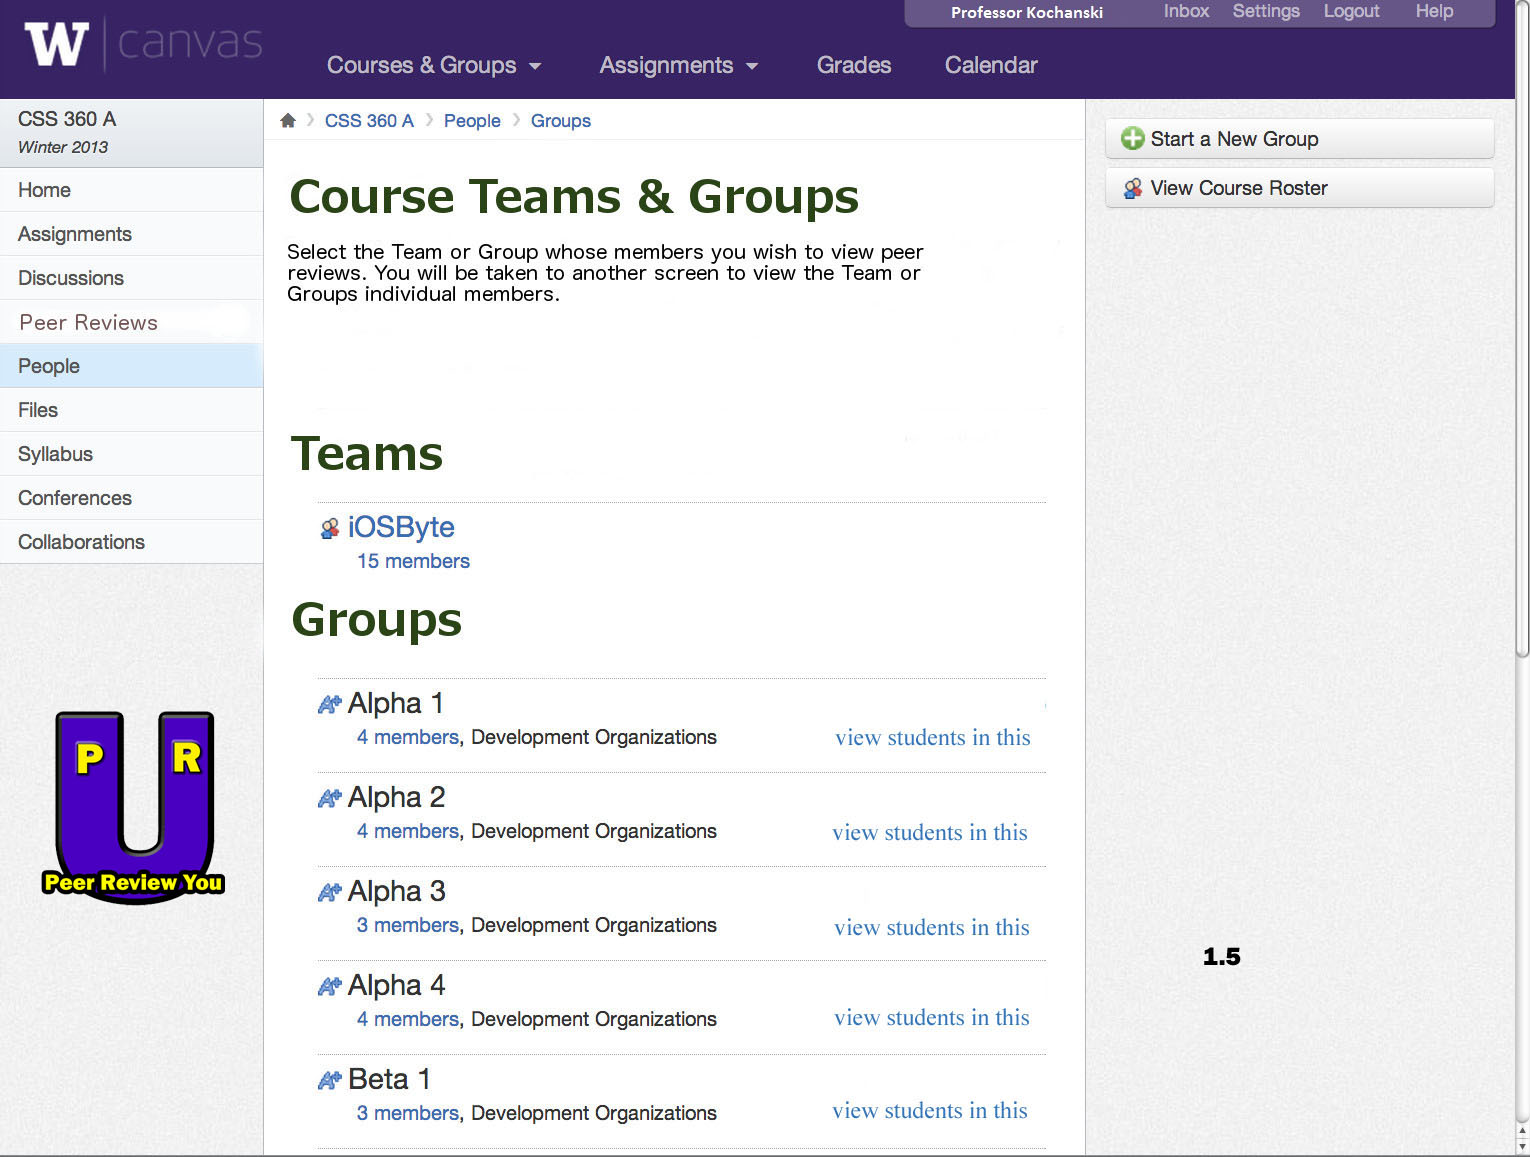 W canvas
Professor Kochanski Inbox Settings Logout Help
Courses & Groups Assignments Grades Calendar
CSS 360 A
Winter 2013
Home
Assignments
Discussions
Peer Reviews
People
Files
Syllabus
Conferences
Collaborations
P R
U
Peer Review You
CSS 360 A People Groups
Course Teams & Groups
Select the Team or Group whose members you wish to view peer
reviews. You will be taken to another screen to view the Team or
Groups individual members.
Teams
iOSByte
15 members
Groups
A+ Alpha 1
4 members, Development Organizations view students in this
A+ Alpha 2
4 members, Development Organizations view students in this
A+ Alpha 3
3 members, Development Organizations view students in this
A+ Alpha 4
4 members, Development Organizations view students in this
A+ Beta 1
3 members, Development Organizations view students in this
Start a New Group
View Course Roster
1.5